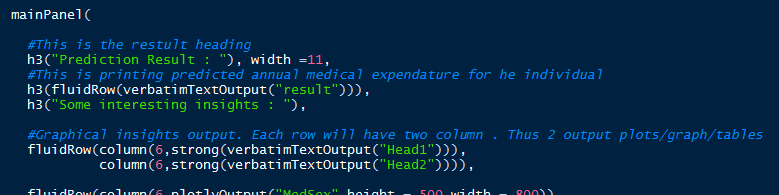 mainPanel(
#This is the restult heading
h3("Prediction Result : "), width =11,
#This is printing predicted annual medical expendature for he individual
h3(fluidRow(verbatimTextOutput("result"))),
h3("Some interesting insights : "),
#Graphical insights output. Each row will have two column . Thus 2 output plots/graph/tables
fluidRow(column(6,strong(verbatimTextOutput("Head1"))),
column(6,strong(verbatimTextOutput("Head2")))),
fluidRow(column(6,plotlyOutput("MedSex",height = 500,width = 800))